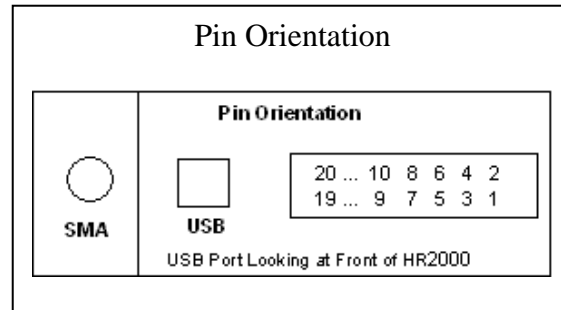 Pin Orientation
Pin Orientation
20 ... 10 8 6 4 2
19 ... 9 7 5 3 1
SMA
USB
USB Port Looking at Front of HR2000